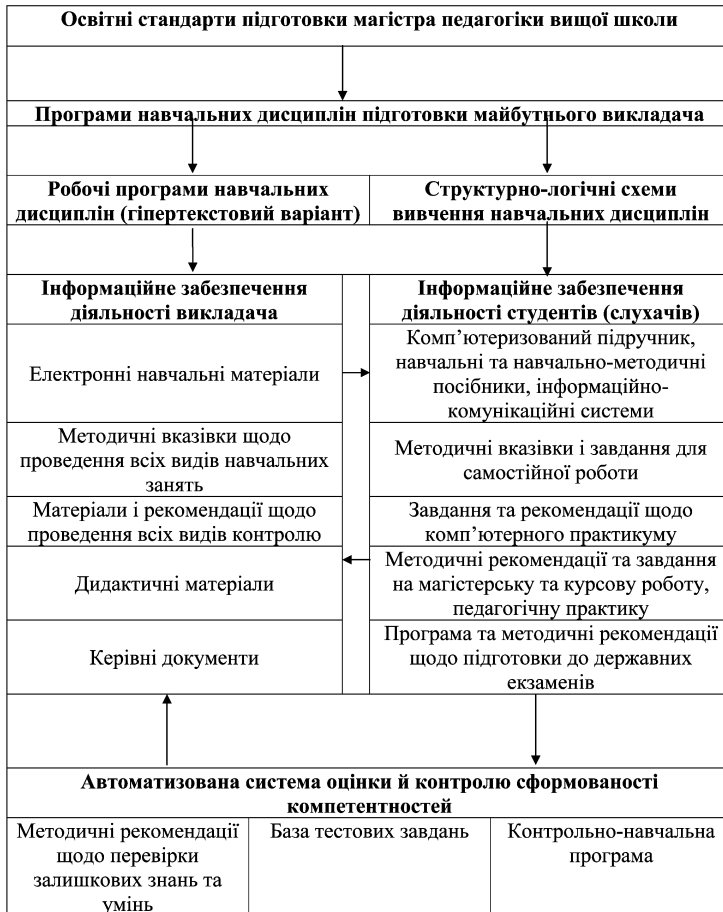 Освітні стандарти підготовки магістра педагогіки вищої школи
Програми навчальних дисциплін підготовки майбутнього викладача
Робочі програми навчальних
дисциплін (гіпертекстовий варіант)
Структурно-логічні схеми
вивчення навчальних дисциплін
Інформаційне забезпечення
діяльності викладача
Інформаційне забезпечення
діяльності студентів (слухачів)
Електронні навчальні матеріали
Комп’ютеризований підручник,
навчальні та навчально-методичні
посібники, інформаційно-
комунікаційні системи
Методичні вказівки щодо
проведення всіх видів навчальних
занять
Методичні вказівки і завдання для
самостійної роботи
Матеріали і рекомендації щодо
проведення всіх видів контролю
Завдання та рекомендації щодо
комп’ютерного практикуму
Дидактичні матеріали
Методичні рекомендації та завдання
на магістерську та курсову роботу,
педагогічну практику
Керівні документи
Програма та методичні рекомендації
щодо підготовки до державних
екзаменів
Автоматизована система оцінки й контролю сформованості
компетентностей
Методичні рекомендації
щодо перевірки
залишкових знань та
умінь
База тестових завдань
Контрольно-навчальна
програма